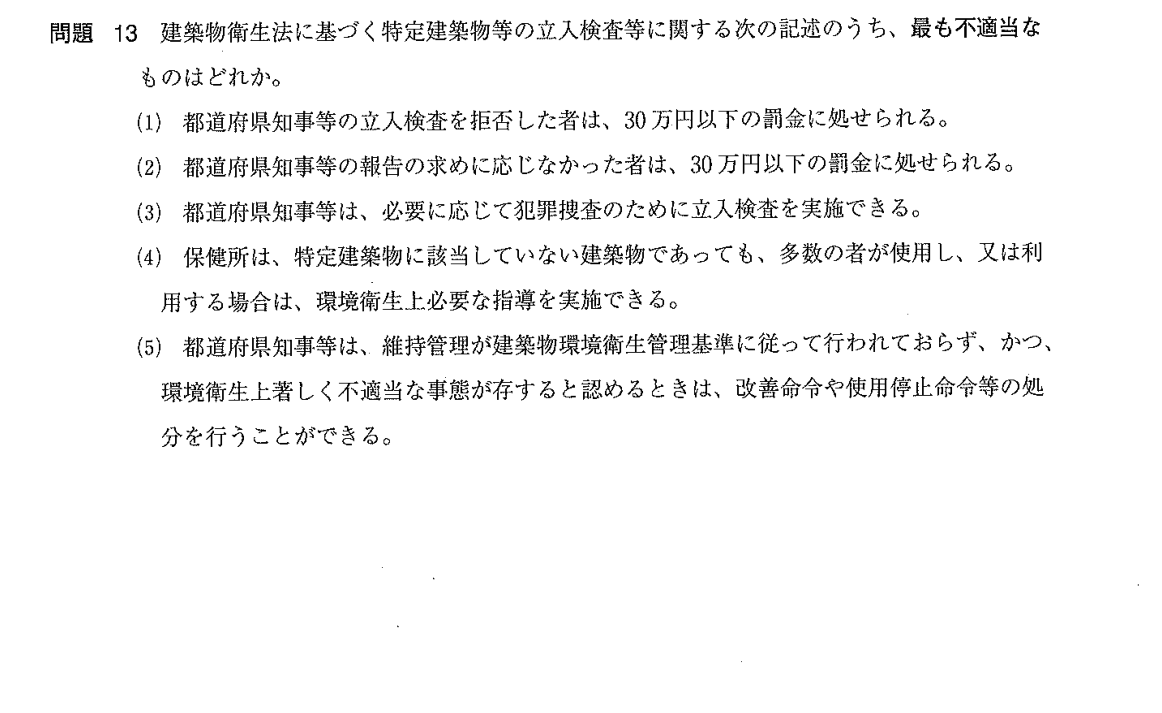 問題 13 建築物衛生法に基づく特定建築物等の立入検査等に関する次の記述のうち、最も不適当な
ものはどれか。
(1) 都道府県知事等の立入検査を拒否した者は、30万円以下の罰金に処せられる。
(2) 都道府県知事等の報告の求めに応じなかった者は、30万円以下の罰金に処せられる。
(3) 都道府県知事等は、必要に応じて犯罪捜査のために立入検査を実施できる。
(4) 保健所は、特定建築物に該当していない建築物であっても、多数の者が使用し、又は利
用する場合は、環境衛生上必要な指導を実施できる。
(5) 都道府県知事等は、維持管理が建築物環境衛生管理基準に従って行われておらず、かつ、
環境衛生上著しく不適当な事態が存すると認めるときは、改善命令や使用停止命令等の処
分を行うことができる。